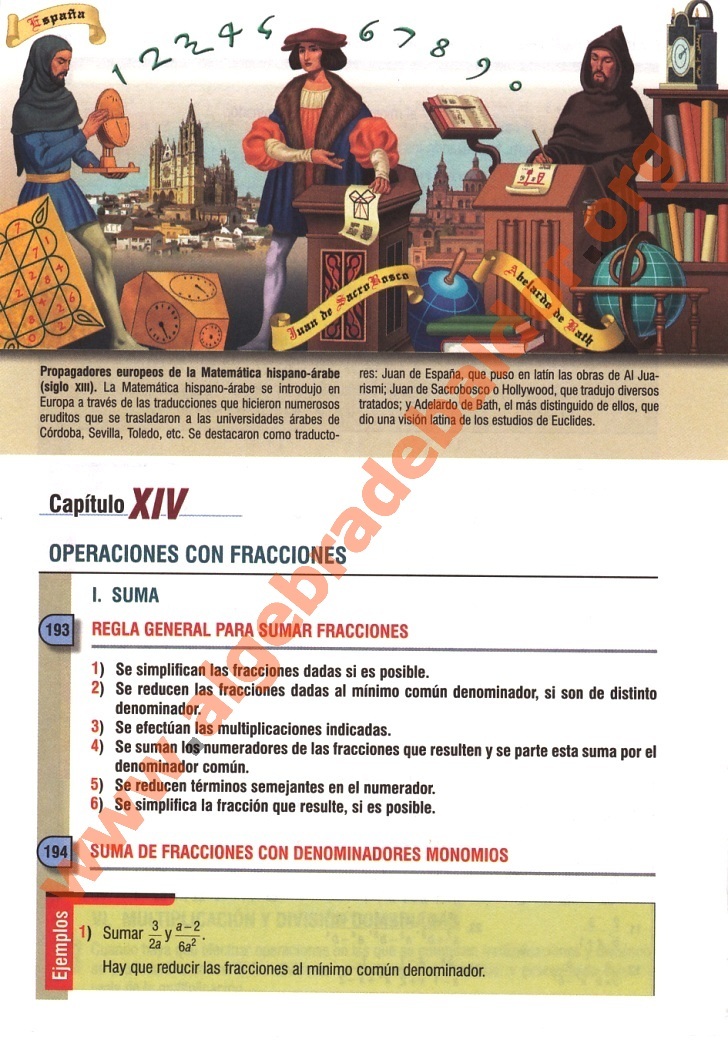 España
1 2 3 4 5 6 7 8 9 0
Juan de SacroBosco
Abelardo de Bath
Propagadores europeos de la Matemática hispano-árabe
(siglo XIII). La Matemática hispano-árabe se introdujo en
Europa a través de las traducciones que hicieron numerosos
eruditos que se trasladaron a las universidades árabes de
Córdoba, Sevilla, Toledo, etc. Se destacaron como traducto-
res: Juan de España, que puso en latín las obras de Al Jua-
rismi; Juan de Sacrobosco o Hollywood, que tradujo diversos
tratados; y Adelardo de Bath, el más distinguido de ellos, que
dio una visión latina de los estudios de Euclides.
Capítulo XIV
OPERACIONES CON FRACCIONES
I. SUMA
193 REGLA GENERAL PARA SUMAR FRACCIONES
1) Se simplifican las fracciones dadas si es posible.
2) Se reducen las fracciones dadas al mínimo común denominador, si son de distinto
denominador.
3) Se efectúan las multiplicaciones indicadas.
4) Se suman los numeradores de las fracciones que resulten y se parte esta suma por el
denominador común.
5) Se reducen términos semejantes en el numerador.
6) Se simplifica la fracción que resulte, si es posible.
194 SUMA DE FRACCIONES CON DENOMINADORES MONOMIOS
Ejemplos
1) Sumar 3/2a y a−2/6a².
Hay que reducir las fracciones al mínimo común denominador.
www.algebradebaldor.org